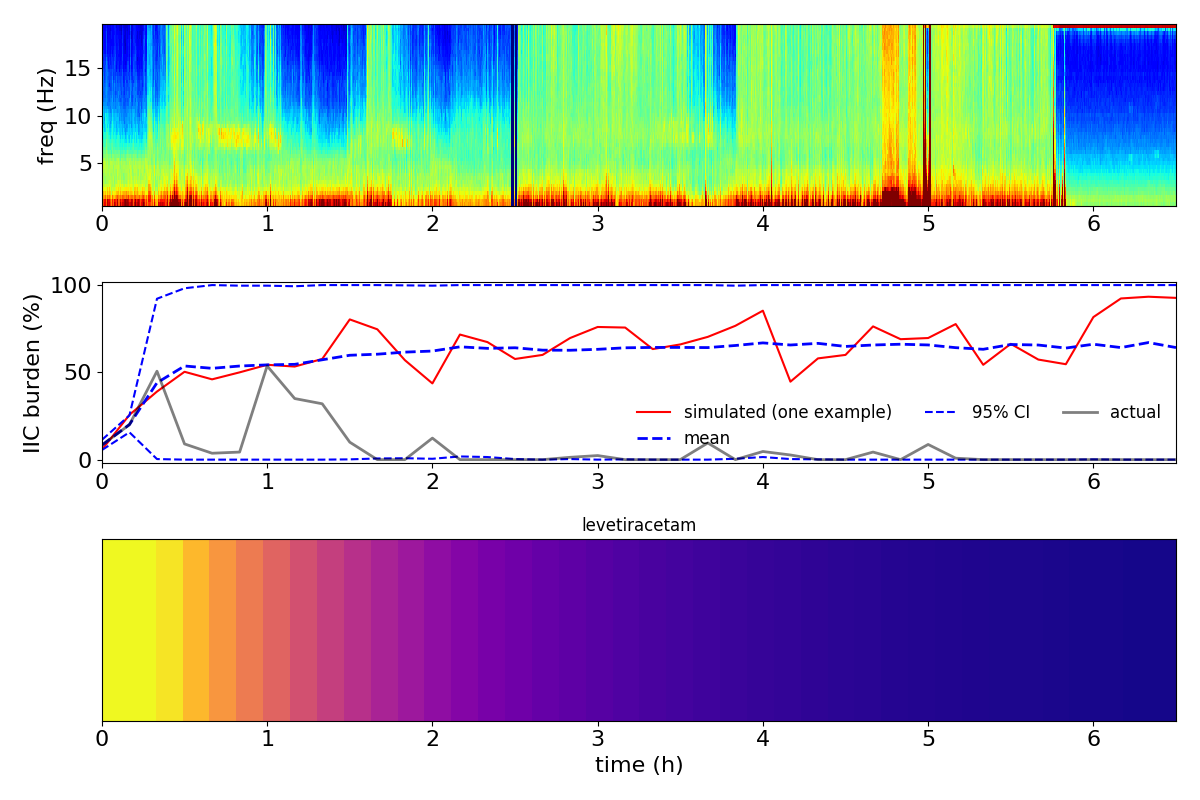 freq (Hz)
15
10
5
0 1 2 3 4 5 6
IIC burden (%)
100
50
0
simulated (one example) 95% CI actual
mean
0 1 2 3 4 5 6
levetiracetam
0 1 2 3 4 5 6
time (h)